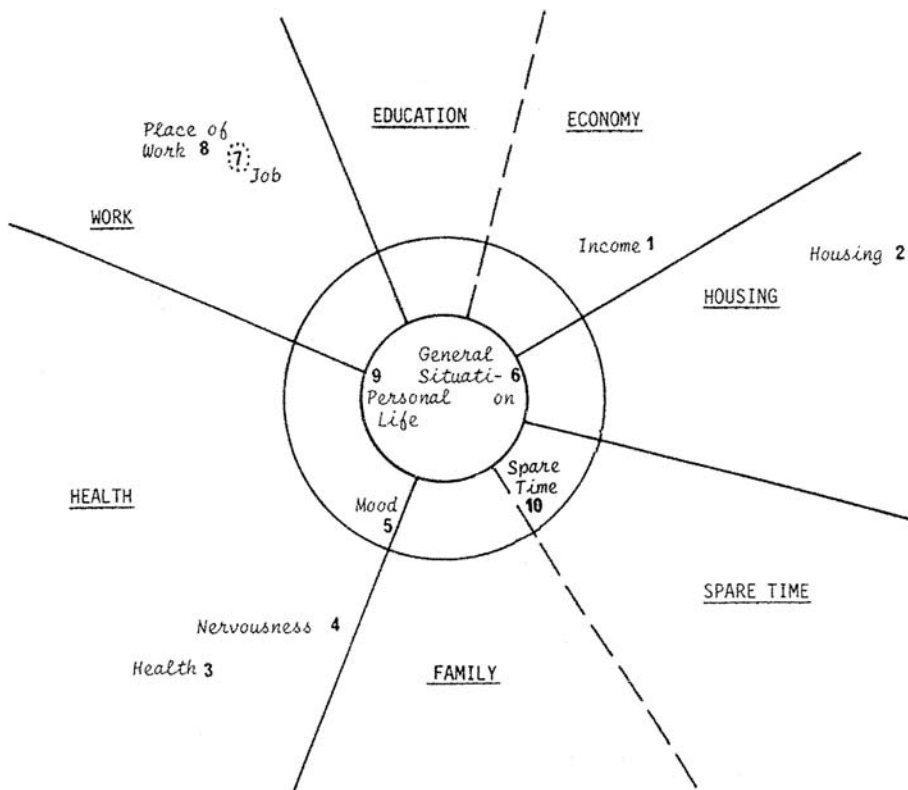 EDUCATION
ECONOMY
Place of
Work 8
7
Job
WORK
Income 1
Housing 2
HOUSING
General
9 Situati- 6
Personal on
Life
HEALTH
Mood
5
Spare
Time
10
SPARE TIME
Nervousness 4
Health 3
FAMILY